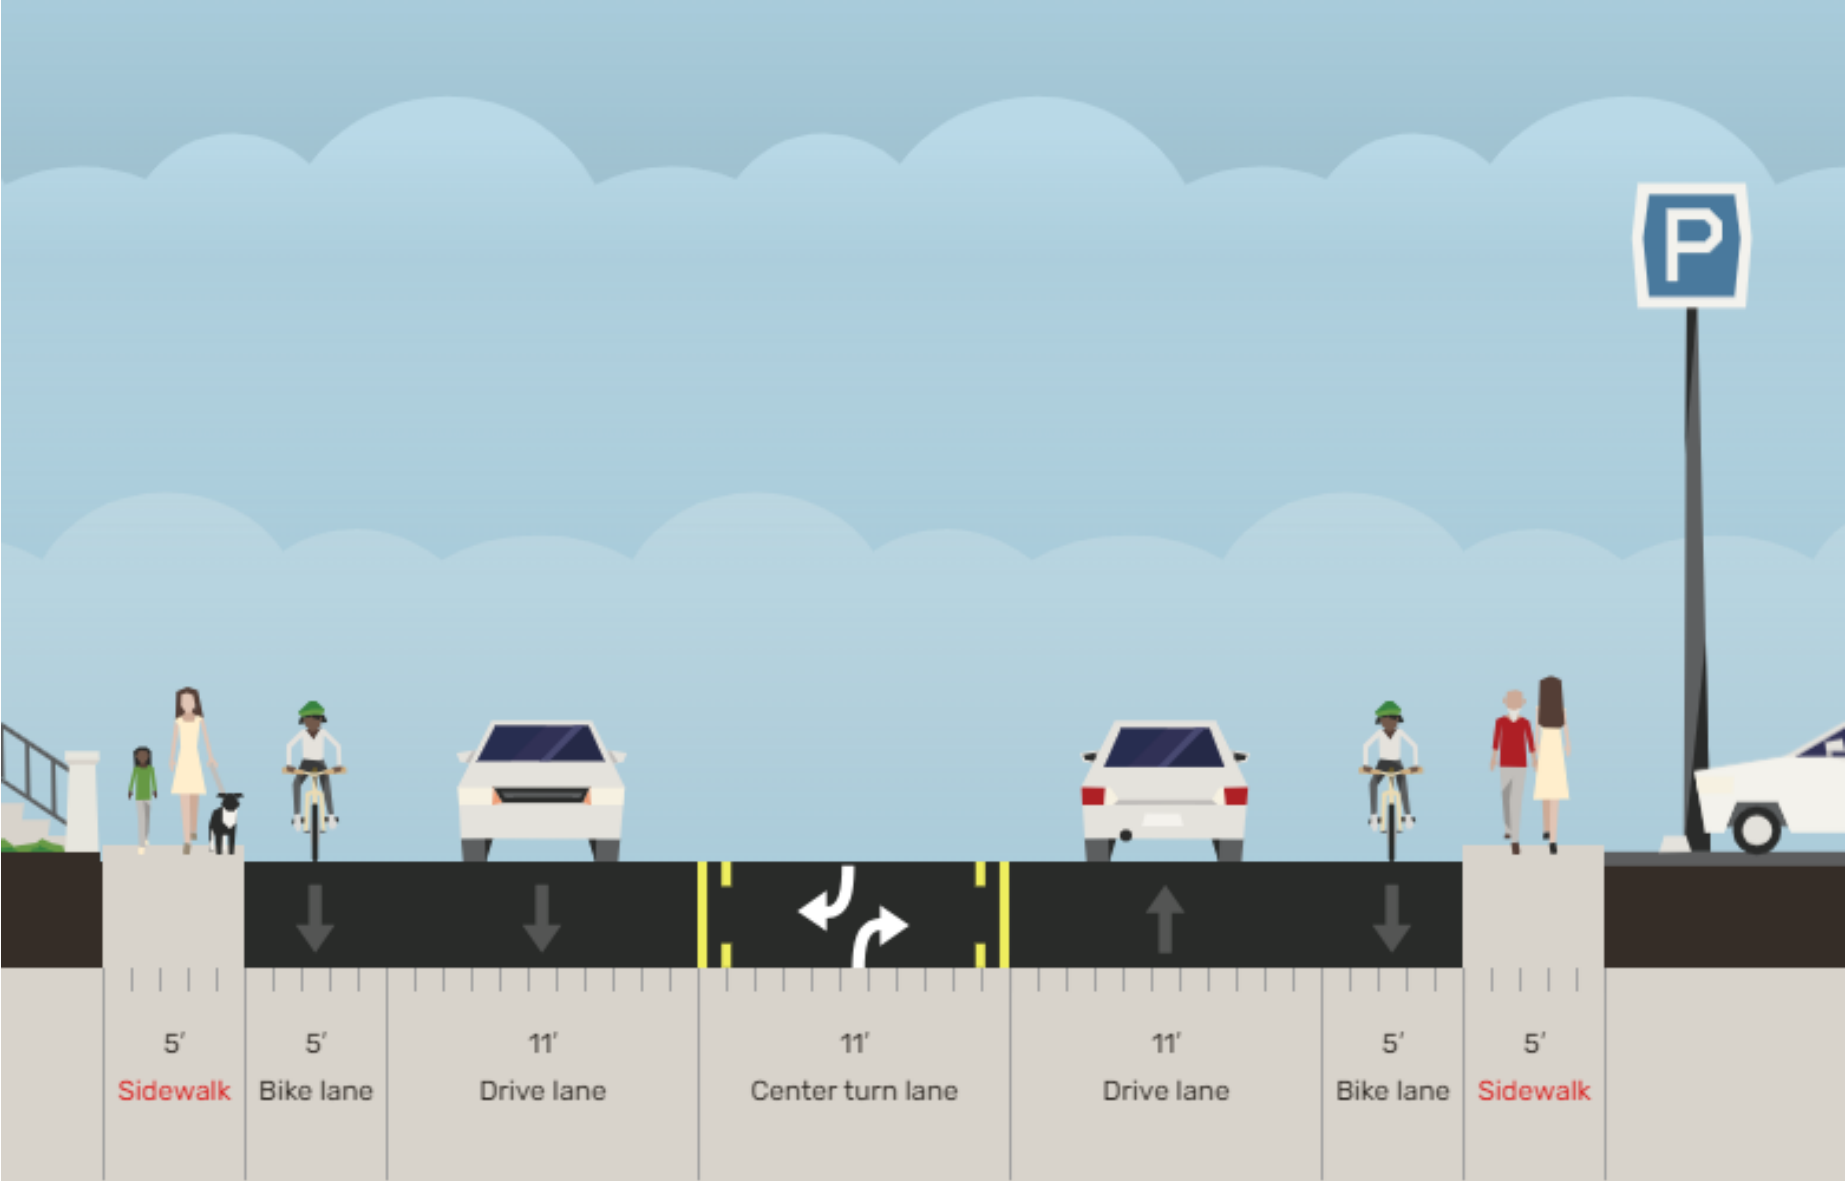 P
5′ 5′ 11′ 11′ 11′ 5′ 5′
Sidewalk Bike lane Drive lane Center turn lane Drive lane Bike lane Sidewalk